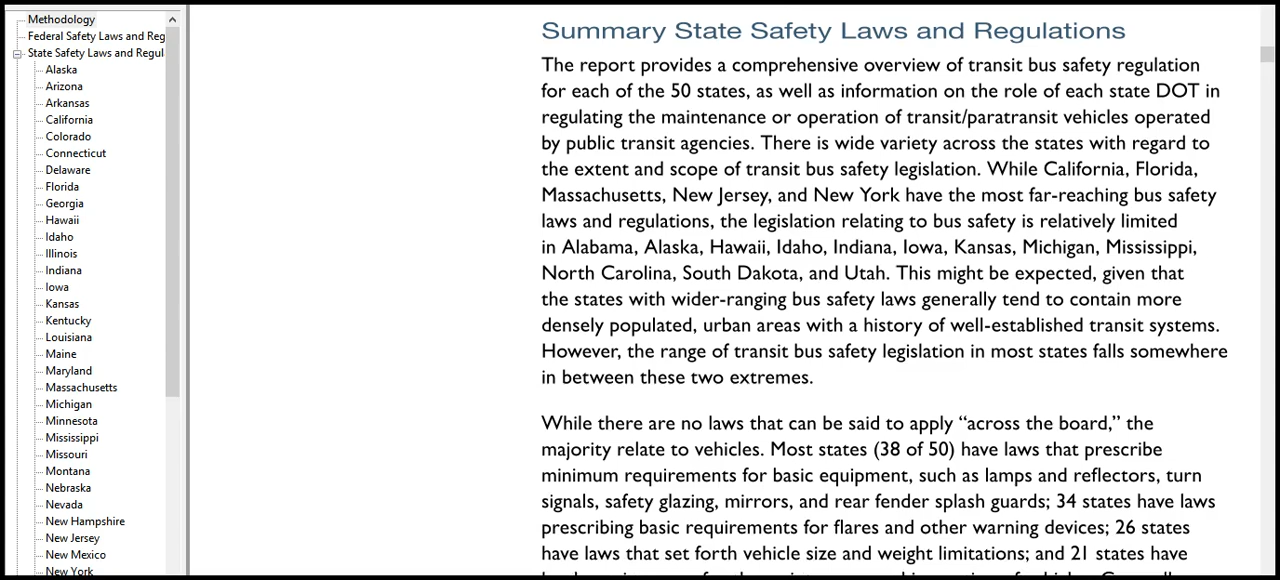 Methodology
Federal Safety Laws and Reg
State Safety Laws and Regul
Alaska
Arizona
Arkansas
California
Colorado
Connecticut
Delaware
Florida
Georgia
Hawaii
Idaho
Illinois
Indiana
Iowa
Kansas
Kentucky
Louisiana
Maine
Maryland
Massachusetts
Michigan
Minnesota
Mississippi
Missouri
Montana
Nebraska
Nevada
New Hampshire
New Jersey
New Mexico
New York
Summary State Safety Laws and Regulations
The report provides a comprehensive overview of transit bus safety regulation
for each of the 50 states, as well as information on the role of each state DOT in
regulating the maintenance or operation of transit/paratransit vehicles operated
by public transit agencies. There is wide variety across the states with regard to
the extent and scope of transit bus safety legislation. While California, Florida,
Massachusetts, New Jersey, and New York have the most far-reaching bus safety
laws and regulations, the legislation relating to bus safety is relatively limited
in Alabama, Alaska, Hawaii, Idaho, Indiana, Iowa, Kansas, Michigan, Mississippi,
North Carolina, South Dakota, and Utah. This might be expected, given that
the states with wider-ranging bus safety laws generally tend to contain more
densely populated, urban areas with a history of well-established transit systems.
However, the range of transit bus safety legislation in most states falls somewhere
in between these two extremes.
While there are no laws that can be said to apply “across the board,” the
majority relate to vehicles. Most states (38 of 50) have laws that prescribe
minimum requirements for basic equipment, such as lamps and reflectors, turn
signals, safety glazing, mirrors, and rear fender splash guards; 34 states have laws
prescribing basic requirements for flares and other warning devices; 26 states
have laws that set forth vehicle size and weight limitations; and 21 states have